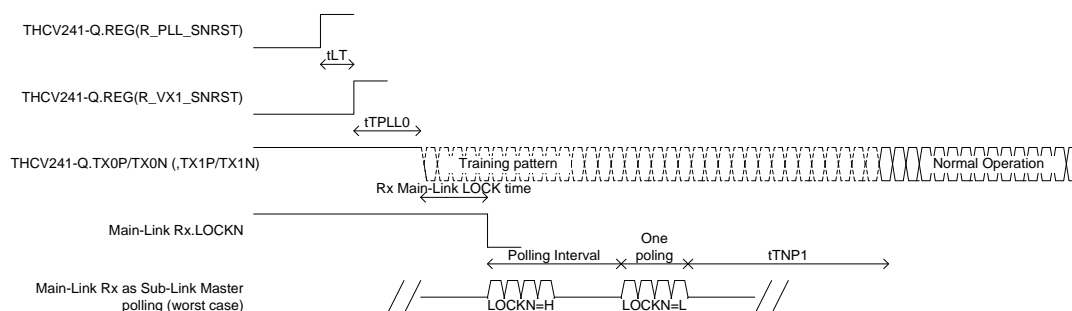 THCV241-Q.REG(R_PLL_SNRST)
tLT
THCV241-Q.REG(R_VX1_SNRST)
tTPLL0
THCV241-Q.TX0P/TX0N (,TX1P/TX1N)
Training pattern
Normal Operation
Rx Main-Link LOCK time
Main-Link Rx.LOCKN
Polling Interval
One
poling
tTNP1
Main-Link Rx as Sub-Link Master
polling (worst case)
LOCKN=H
LOCKN=L